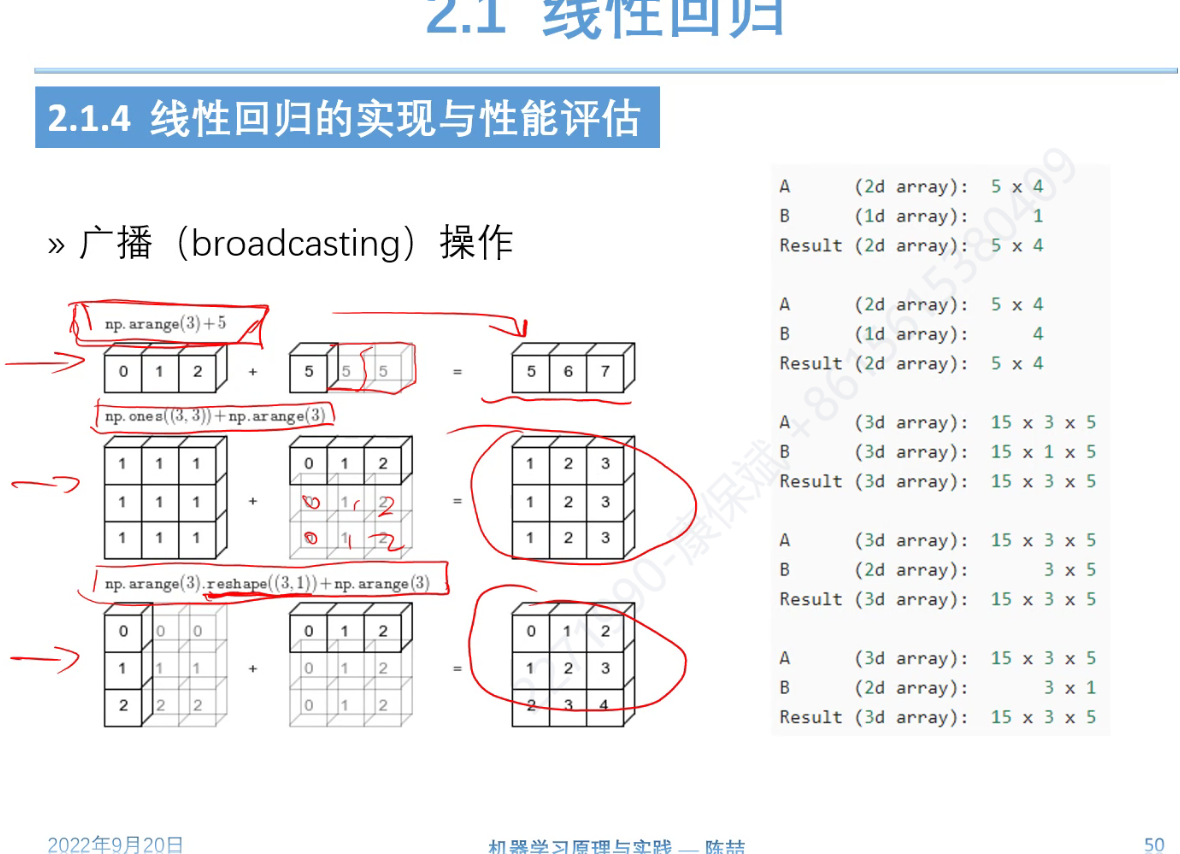 2.1 线性回归
2.1.4 线性回归的实现与性能评估
» 广播（broadcasting）操作
np.arange(3)+5
0 1 2 + 5 5 5 = 5 6 7
np.ones((3,3))+np.arange(3)
1 1 1 0 1 2 1 2 3
1 1 1 + 0 1 2 = 1 2 3
1 1 1 0 1 2 1 2 3
np.arange(3).reshape((3,1))+np.arange(3)
0 0 0 0 1 2 0 1 2
1 1 1 + 0 1 2 = 1 2 3
2 2 2 0 1 2 2 3 4
A (2d array): 5 x 4
B (1d array): 1
Result (2d array): 5 x 4
A (2d array): 5 x 4
B (1d array): 4
Result (2d array): 5 x 4
A (3d array): 15 x 3 x 5
B (3d array): 15 x 1 x 5
Result (3d array): 15 x 3 x 5
A (3d array): 15 x 3 x 5
B (2d array): 3 x 5
Result (3d array): 15 x 3 x 5
A (3d array): 15 x 3 x 5
B (2d array): 3 x 1
Result (3d array): 15 x 3 x 5
2022年9月20日
机器学习原理与实践 — 陈喆
50